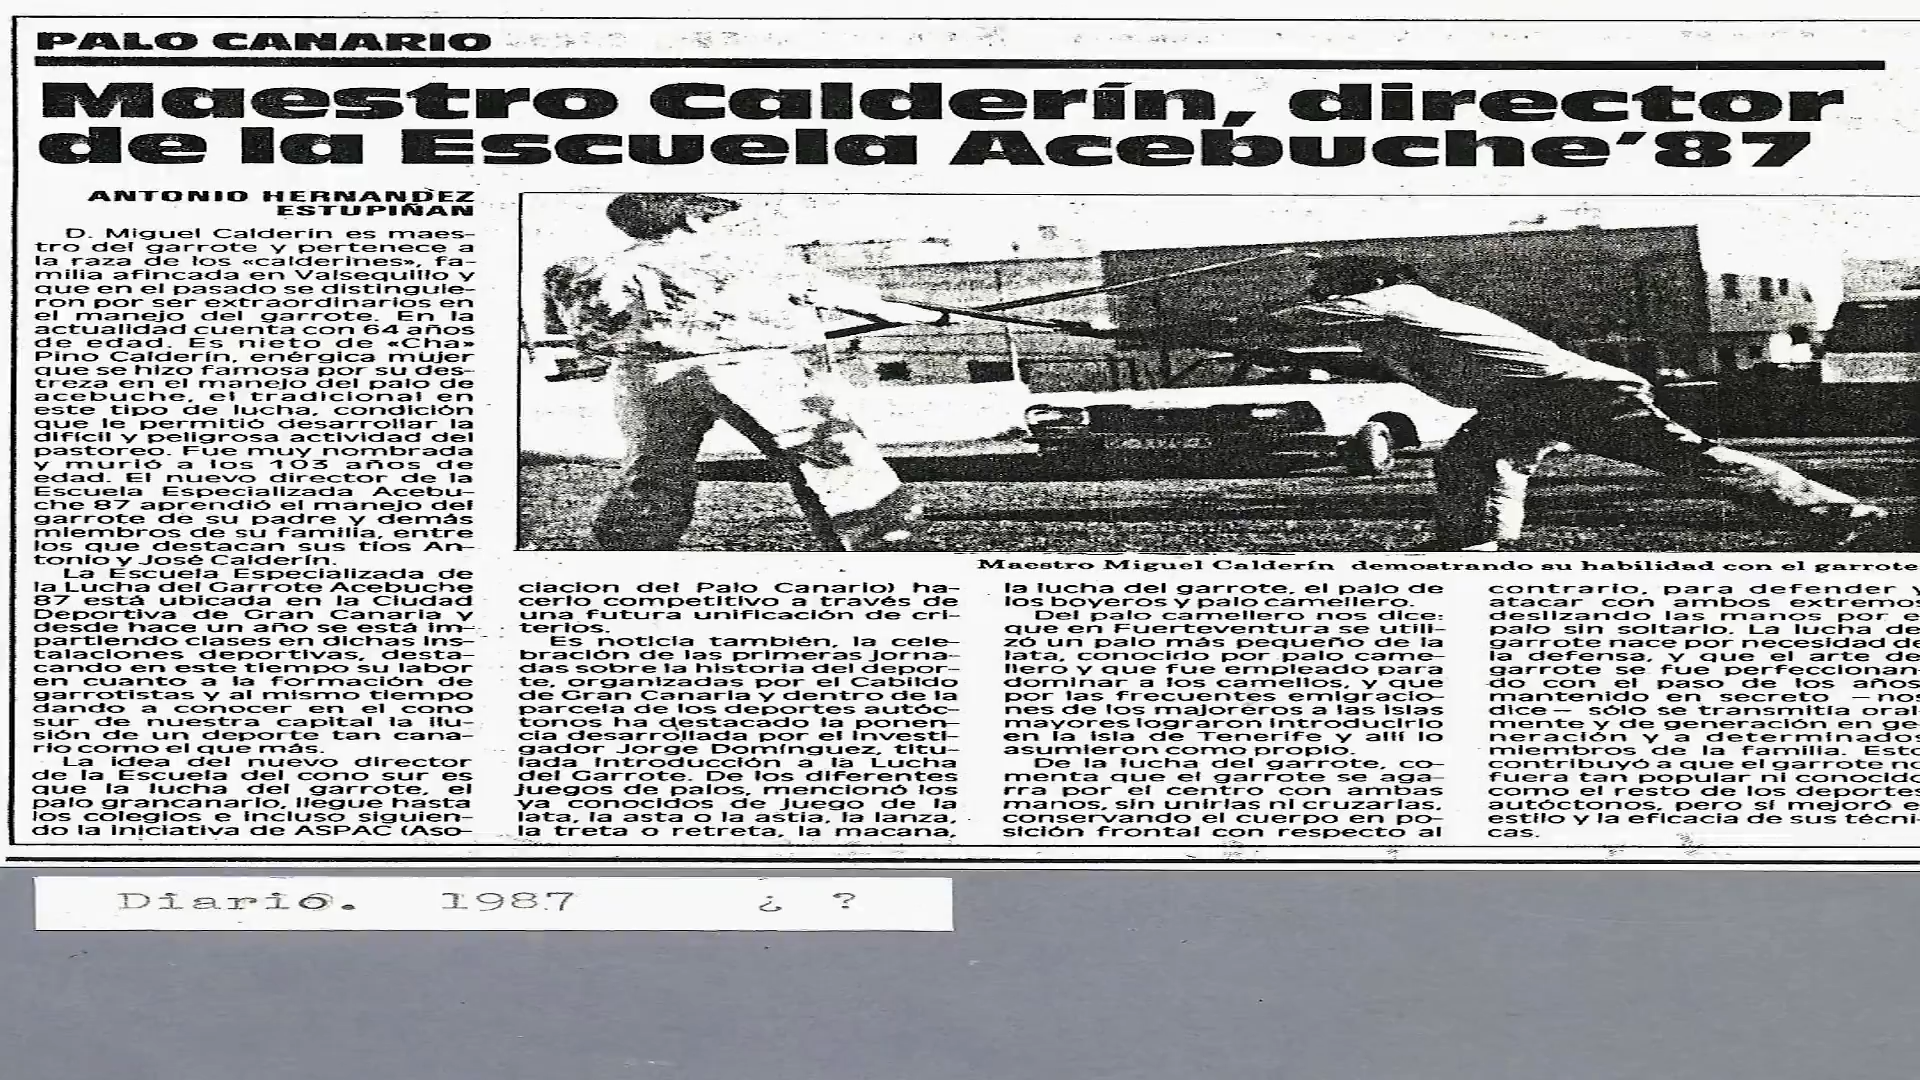 PALO CANARIO
Maestro Calderín, director
de la Escuela Acebuche'87
ANTONIO HERNANDEZ
ESTUPIÑAN
D. Miguel Calderín es maes-
tro del garrote y pertenece a
la raza de los «calderines», fa-
milia afincada en Valsequillo y
que en el pasado se distinguie-
ron por ser extraordinarios en
el manejo del garrote. En la
actualidad cuenta con 64 años
de edad. Es nieto de «Cha»
Pino Calderín, enérgica mujer
que se hizo famosa por su des-
treza en el manejo del palo de
acebuche, el tradicional en
este tipo de lucha, condición
que le permitió desarrollar la
difícil y peligrosa actividad del
pastoreo. Fue muy nombrada
y murió a los 103 años de
edad. El nuevo director de la
Escuela Especializada Acebu-
che 87 aprendió el manejo del
garrote de su padre y demás
miembros de su familia, entre
los que destacan sus tíos An-
tonio y José Calderín.
La Escuela Especializada de
la Lucha del Garrote Acebuche
87 está ubicada en la Ciudad
Deportiva de Gran Canaria y
desde hace un año se está im-
partiendo clases en dichas ins-
talaciones deportivas, desta-
cando en este tiempo su labor
en cuanto a la formación de
garrotistas y al mismo tiempo
dando a conocer en el cono
sur de nuestra capital la ilu-
sión de un deporte tan cana-
rio como el que más.
La idea del nuevo director
de la Escuela del cono sur es
que la lucha del garrote, el
palo grancanario, llegue hasta
los colegios e incluso siguien-
do la iniciativa de ASPAC (Aso-
ciacion del Palo Canario) ha-
cerlo competitivo a través de
una futura unificación de cri-
terios.
Es noticia también, la cele-
bración de las primeras jorna-
das sobre la historia del depor-
te, organizadas por el Cabildo
de Gran Canaria y dentro de la
parcela de los deportes autóc-
tonos ha destacado la ponen-
cia desarrollada por el investi-
gador Jorge Domínguez, titu-
lada Introducción a la Lucha
del Garrote. De los diferentes
juegos de palos, mencionó los
ya conocidos de juego de la
lata, la asta o la astia, la lanza,
la treta o retreta, la macana,
Maestro Miguel Calderín demostrando su habilidad con el garrote
la lucha del garrote, el palo de
los boyeros y palo camellero.
Del palo camellero nos dice:
que en Fuerteventura se utili-
zó un palo más pequeño de la
lata, conocido por palo came-
llero y que fue empleado para
dominar a los camellos, y que
por las frecuentes emigracio-
nes de los majoreros a las islas
mayores lograron introducirlo
en la isla de Tenerife y allí lo
asumieron como propio.
De la lucha del garrote, co-
menta que el garrote se aga-
rra por el centro con ambas
manos, sin unirlas ni cruzarlas,
conservando el cuerpo en po-
sición frontal con respecto al
contrario, para defender y
atacar con ambos extremos
deslizando las manos por e
palo sin soltarlo. La lucha de
garrote nace por necesidad de
la defensa, y que el arte de
garrote se fue perfeccionan
do com el paso de los años
mantenido en secreto —nos
dice— sólo se transmitía oral
mente y de generación en ge
neración y a determinados
miembros de la familia. Esto
contribuyó a que el garrote no
fuera tan popular ni conocido
como el resto de los deportes
autóctonos, pero sí mejoró e
estilo y la eficacia de sus técni
cas.
Diario. 1987 ¿ ?